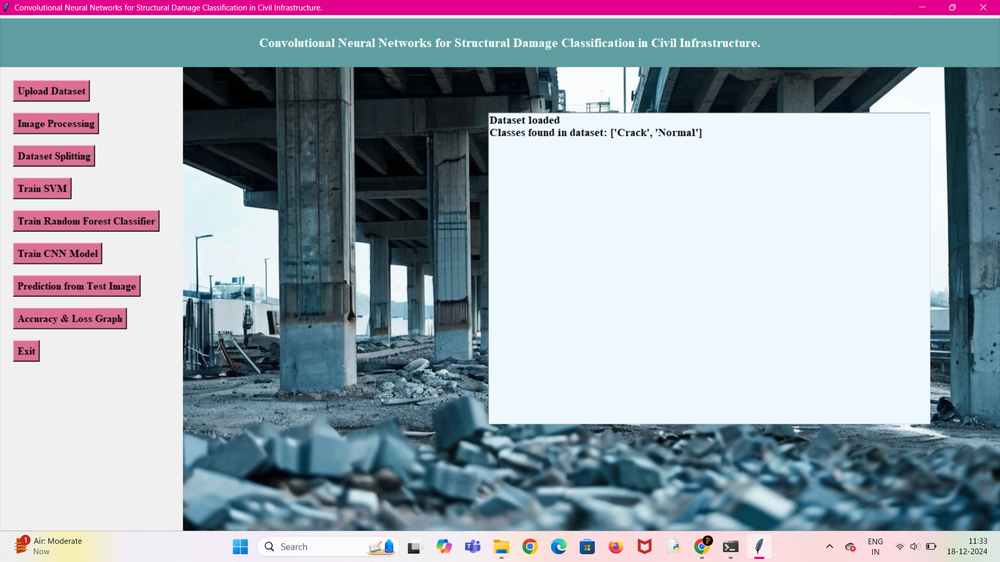 Convolutional Neural Networks for Structural Damage Classification in Civil Infrastructure.
Convolutional Neural Networks for Structural Damage Classification in Civil Infrastructure.
Upload Dataset
Image Processing
Dataset Splitting
Train SVM
Train Random Forest Classifier
Train CNN Model
Prediction from Test Image
Accuracy & Loss Graph
Exit
Dataset loaded
Classes found in dataset: ['Crack', 'Normal']
1
Air: Moderate
Now
Search
P
ENG
IN
11:33
18-12-2024